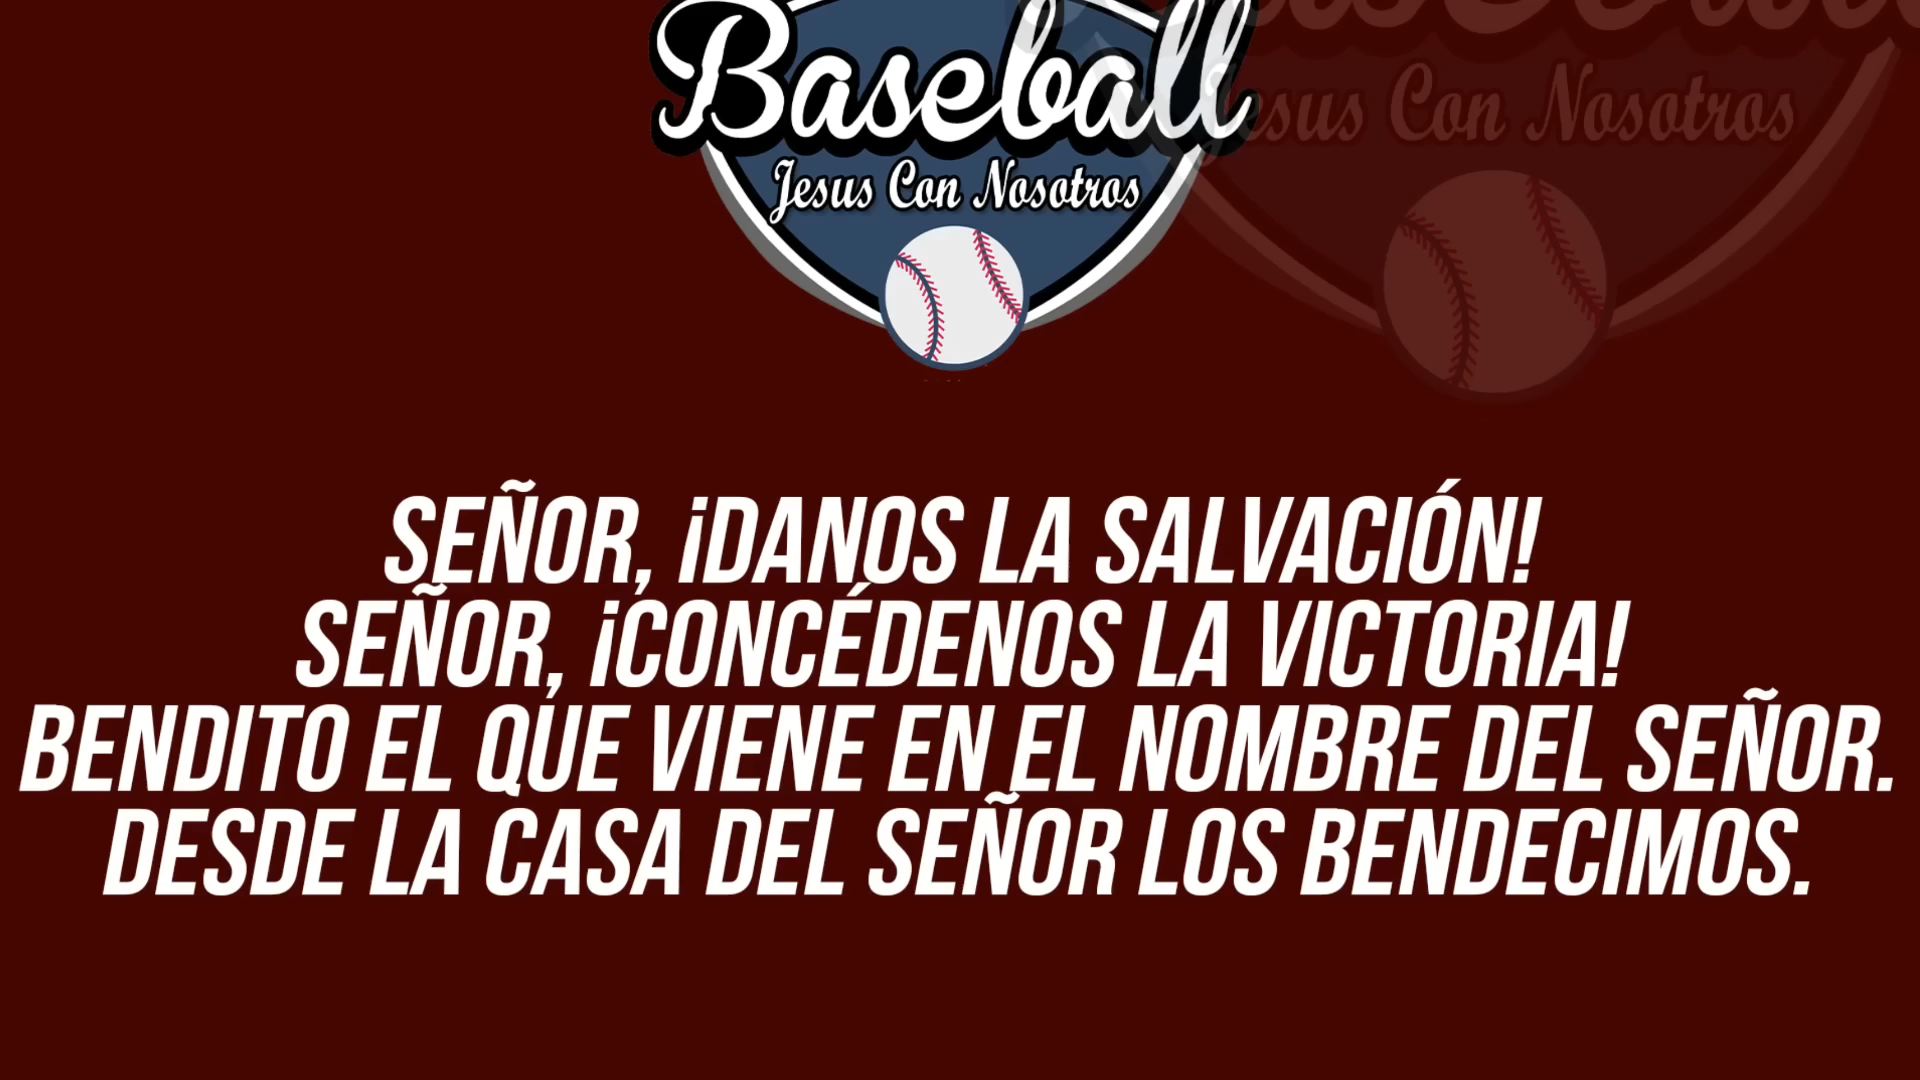 Baseball
Jesus Con Nosotros
Jesus Con Nosotros
SEÑOR, ¡DANOS LA SALVACIÓN!
SEÑOR, ¡CONCÉDENOS LA VICTORIA!
BENDITO EL QUE VIENE EN EL NOMBRE DEL SEÑOR.
DESDE LA CASA DEL SEÑOR LOS BENDECIMOS.